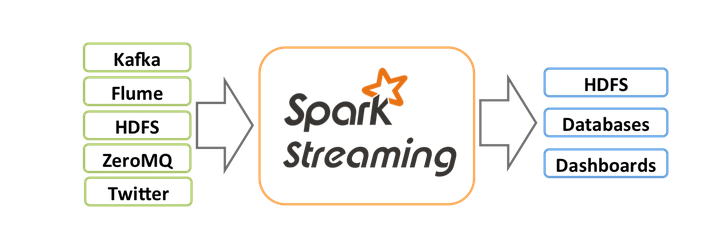 Kafka
Flume
HDFS
ZeroMQ
Twitter
Spark
Streaming
HDFS
Databases
Dashboards